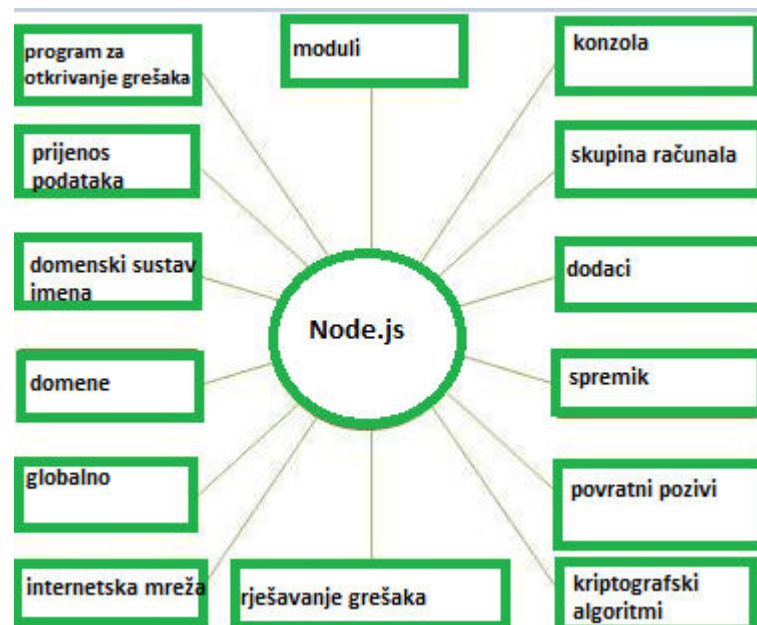 program za
otkrivanje grešaka
moduli
konzola
prijenos
podataka
skupina računala
domenski sustav
imena
dodaci
Node.js
domene
spremik
globalno
povratni pozivi
internetska mreža
rješavanje grešaka
kriptografski
algoritmi